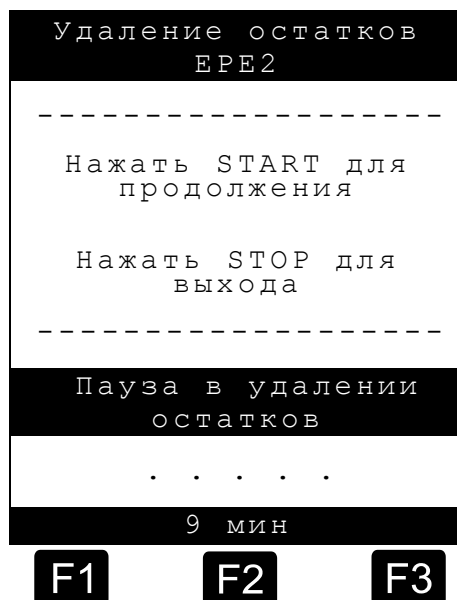 Удаление остатков
EPE2
-------------------
Нажать START для
продолжения
Нажать STOP для
выхода
-------------------
Пауза в удалении
остатков
. . . . .
9 мин
F1 F2 F3